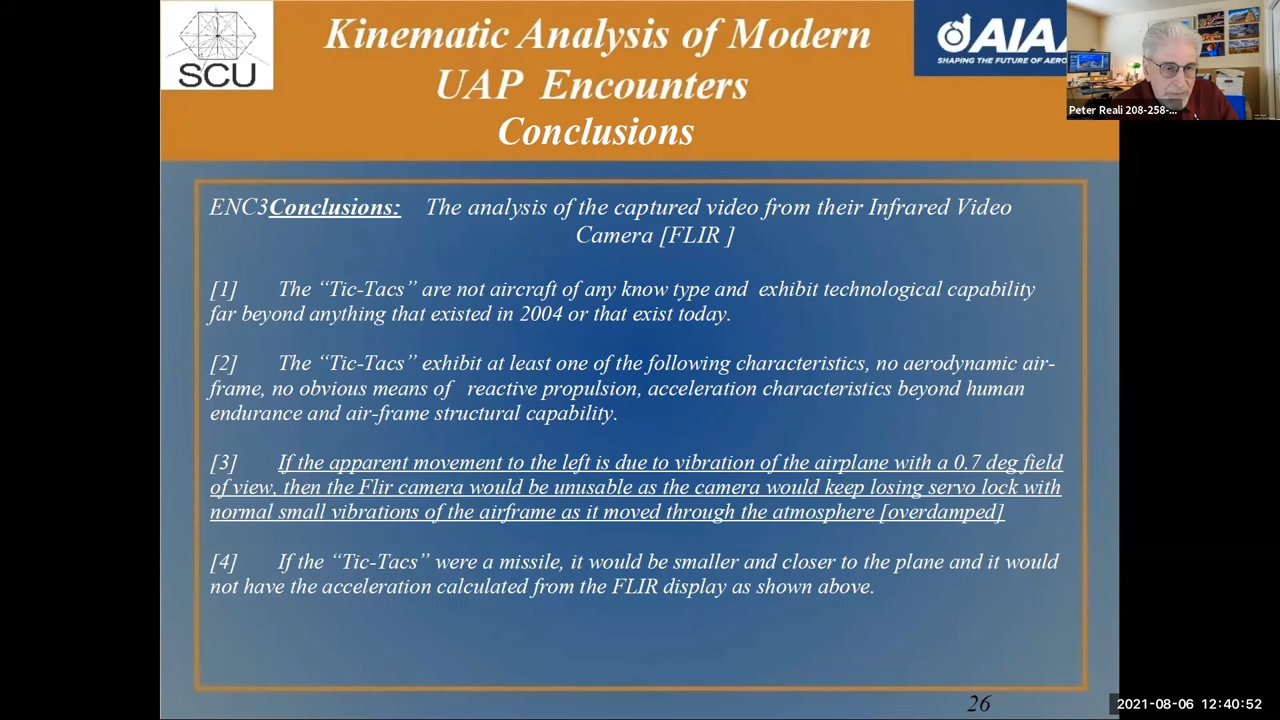 SCU
Kinematic Analysis of Modern
UAP Encounters
Conclusions
AIAA
SHAPING THE FUTURE OF AERO
Peter Reali 208-258-...
ENC3Conclusions: The analysis of the captured video from their Infrared Video
Camera [FLIR ]
[1] The “Tic-Tacs” are not aircraft of any know type and exhibit technological capability
far beyond anything that existed in 2004 or that exist today.
[2] The “Tic-Tacs” exhibit at least one of the following characteristics, no aerodynamic air-
frame, no obvious means of reactive propulsion, acceleration characteristics beyond human
endurance and air-frame structural capability.
[3] If the apparent movement to the left is due to vibration of the airplane with a 0.7 deg field
of view, then the Flir camera would be unusable as the camera would keep losing servo lock with
normal small vibrations of the airframe as it moved through the atmosphere [overdamped]
[4] If the “Tic-Tacs” were a missile, it would be smaller and closer to the plane and it would
not have the acceleration calculated from the FLIR display as shown above.
26
2021-08-06 12:40:52